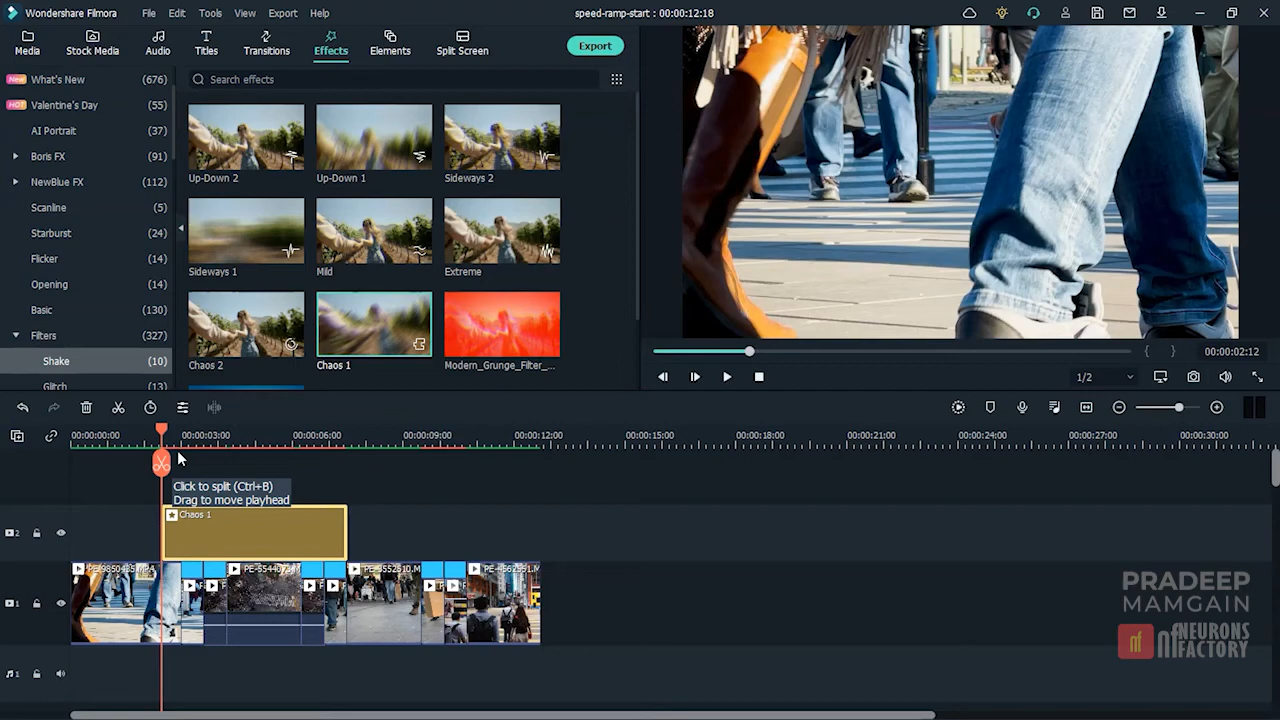 Wondershare Filmora
File Edit Tools View Export Help
speed-ramp-start : 00:00:12:18
Media Stock Media Audio Titles Transitions Effects Elements Split Screen
Export
New What's New (676)
HOT Valentine's Day (55)
AI Portrait (37)
Boris FX (91)
NewBlue FX (112)
Scanline (5)
Starburst (24)
Flicker (14)
Opening (14)
Basic (130)
Filters (327)
Shake (10)
Glitch (13)
Search effects
Up-Down 2 Up-Down 1 Sideways 2
Sideways 1 Mild Extreme
Chaos 2 Chaos 1 Modern_Grunge_Filter_...
00:00:02:12
1/2
00:00:00:00 00:00:03:00 00:00:06:00 00:00:09:00 00:00:12:00 00:00:15:00 00:00:18:00 00:00:21:00 00:00:24:00 00:00:27:00 00:00:30:00
Click to split (Ctrl+B)
Drag to move playhead
Chaos 1
2
1
1
PRADEEP
MAMGAIN
nf NEURONS
FACTORY